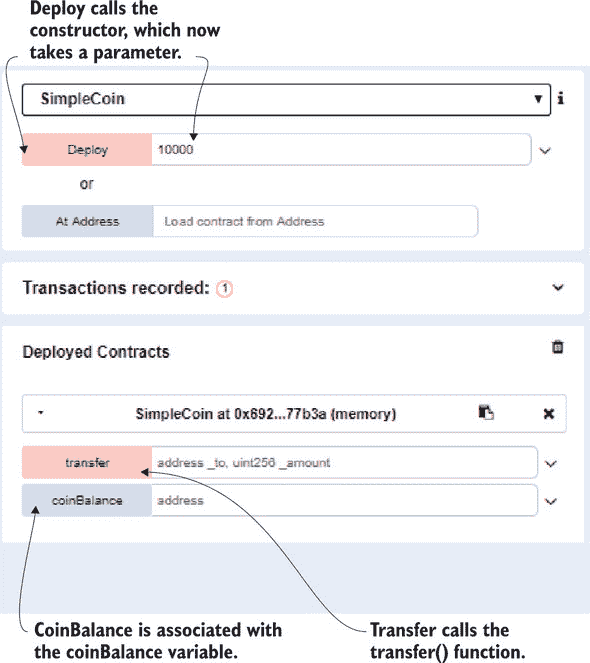 Deploy calls the
constructor, which now
takes a parameter.
SimpleCoin
Deploy 10000
or
At Address Load contract from Address
Transactions recorded: 1
Deployed Contracts
SimpleCoin at 0x692...77b3a (memory)
transfer address _to, uint256 _amount
coinBalance address
CoinBalance is associated with
the coinBalance variable.
Transfer calls the
transfer() function.